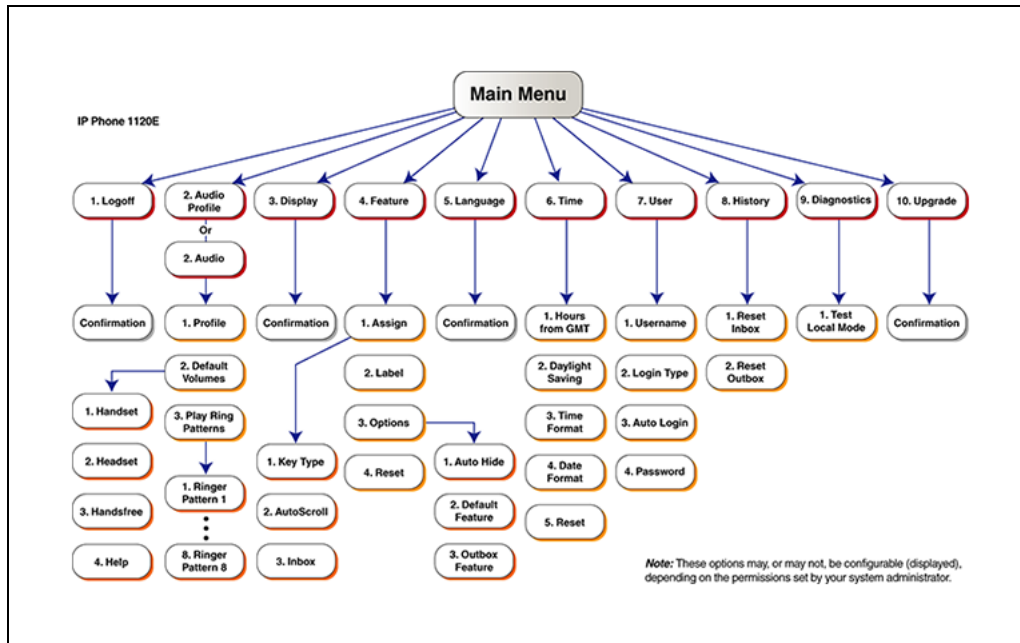 Main Menu
IP Phone 1120E
1. Logoff
2. Audio
Profile
Or
2. Audio
3. Display
4. Feature
5. Language
6. Time
7. User
8. History
9. Diagnostics
10. Upgrade
Confirmation
1. Profile
Confirmation
1. Assign
Confirmation
1. Hours
from GMT
1. Username
1. Reset
Inbox
1. Test
Local Mode
Confirmation
2. Default
Volumes
2. Label
2. Daylight
Saving
2. Login Type
2. Reset
Outbox
1. Handset
3. Play Ring
Patterns
3. Options
3. Time
Format
3. Auto Login
2. Headset
1. Key Type
4. Reset
1. Auto Hide
4. Date
Format
4. Password
1. Ringer
Pattern 1
3. Handsfree
2. AutoScroll
2. Default
Feature
5. Reset
4. Help
8. Ringer
Pattern 8
3. Inbox
3. Outbox
Feature
Note: These options may, or may not, be configurable (displayed),
depending on the permissions set by your system administrator.